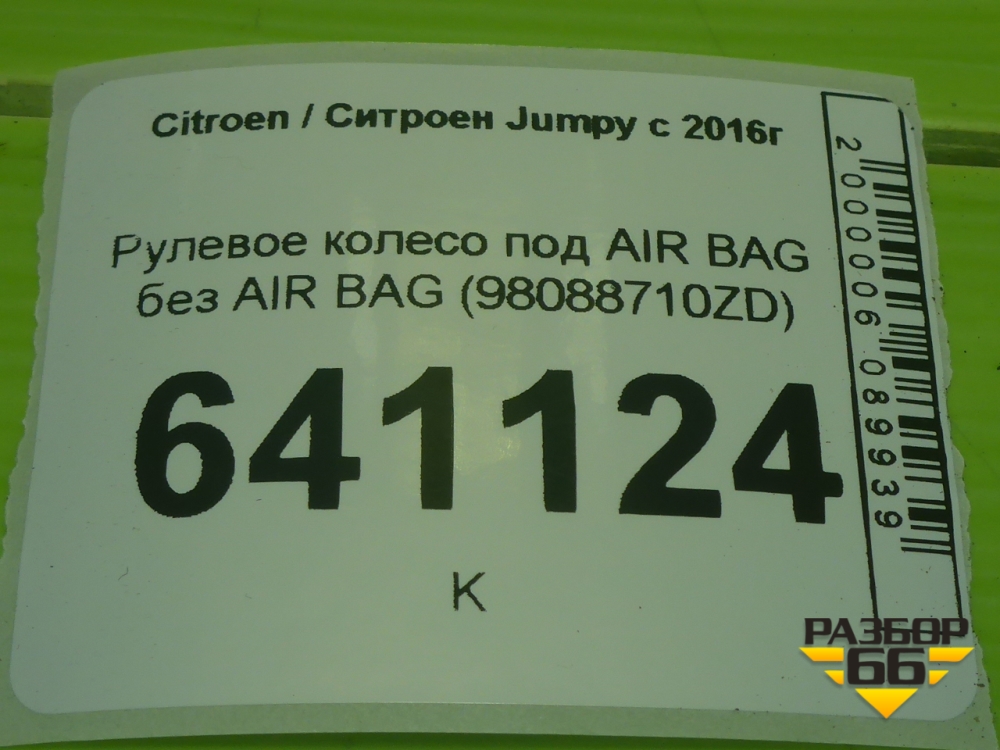 Citroen / Ситроен Jumpy с 2016г
Рулевое колесо под AIR BAG
без AIR BAG (98088710ZD)
641124
К
2000006089939
РАЗБОР
66